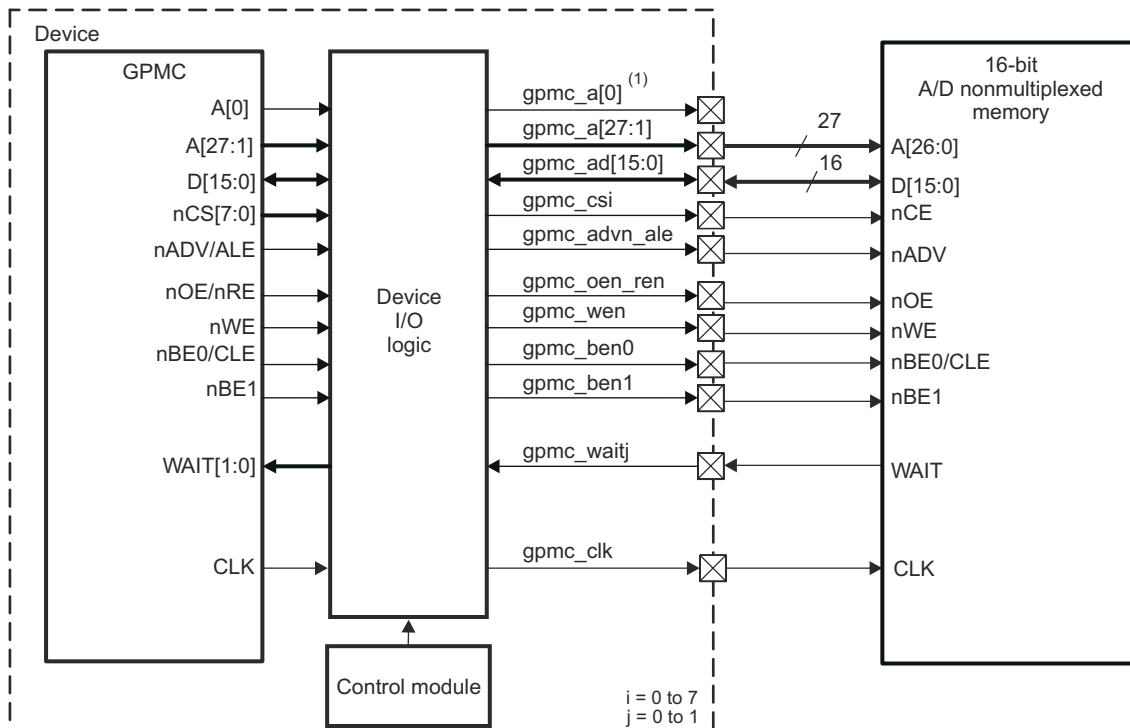 Device
GPMC
A[0]
A[27:1]
D[15:0]
nCS[7:0]
nADV/ALE
nOE/nRE
nWE
nBE0/CLE
nBE1
WAIT[1:0]
CLK
Device
I/O
logic
Control module
gpmc_a[0] (1)
gpmc_a[27:1]
gpmc_ad[15:0]
gpmc_csi
gpmc_advn_ale
gpmc_oen_ren
gpmc_wen
gpmc_ben0
gpmc_ben1
gpmc_waitj
gpmc_clk
i = 0 to 7
j = 0 to 1
27
16
16-bit
A/D nonmultiplexed
memory
A[26:0]
D[15:0]
nCE
nADV
nOE
nWE
nBE0/CLE
nBE1
WAIT
CLK